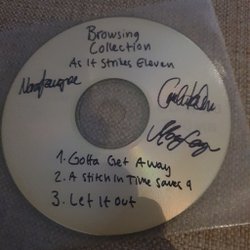 Browsing
Collection
As It Strikes Eleven
1. Gotta Get Away
2. A Stitch In Time Saves 9
3. Let It Out